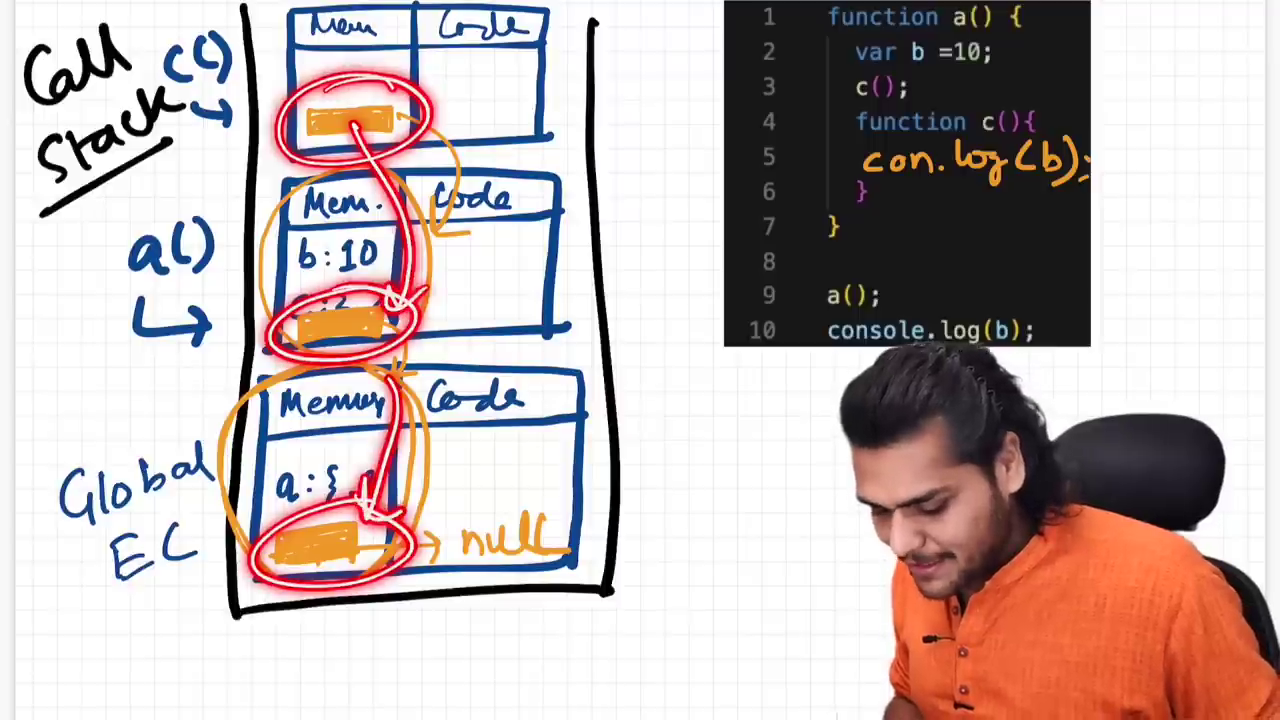 Call
Stack
c()
Mem
Code
a()
Mem.
Code
b:10
Global
EC
Memory
Code
a:{
null
1 function a() {
2 var b =10;
3 c();
4 function c(){
5 con.log(b);
6 }
7 }
8
9 a();
10 console.log(b);